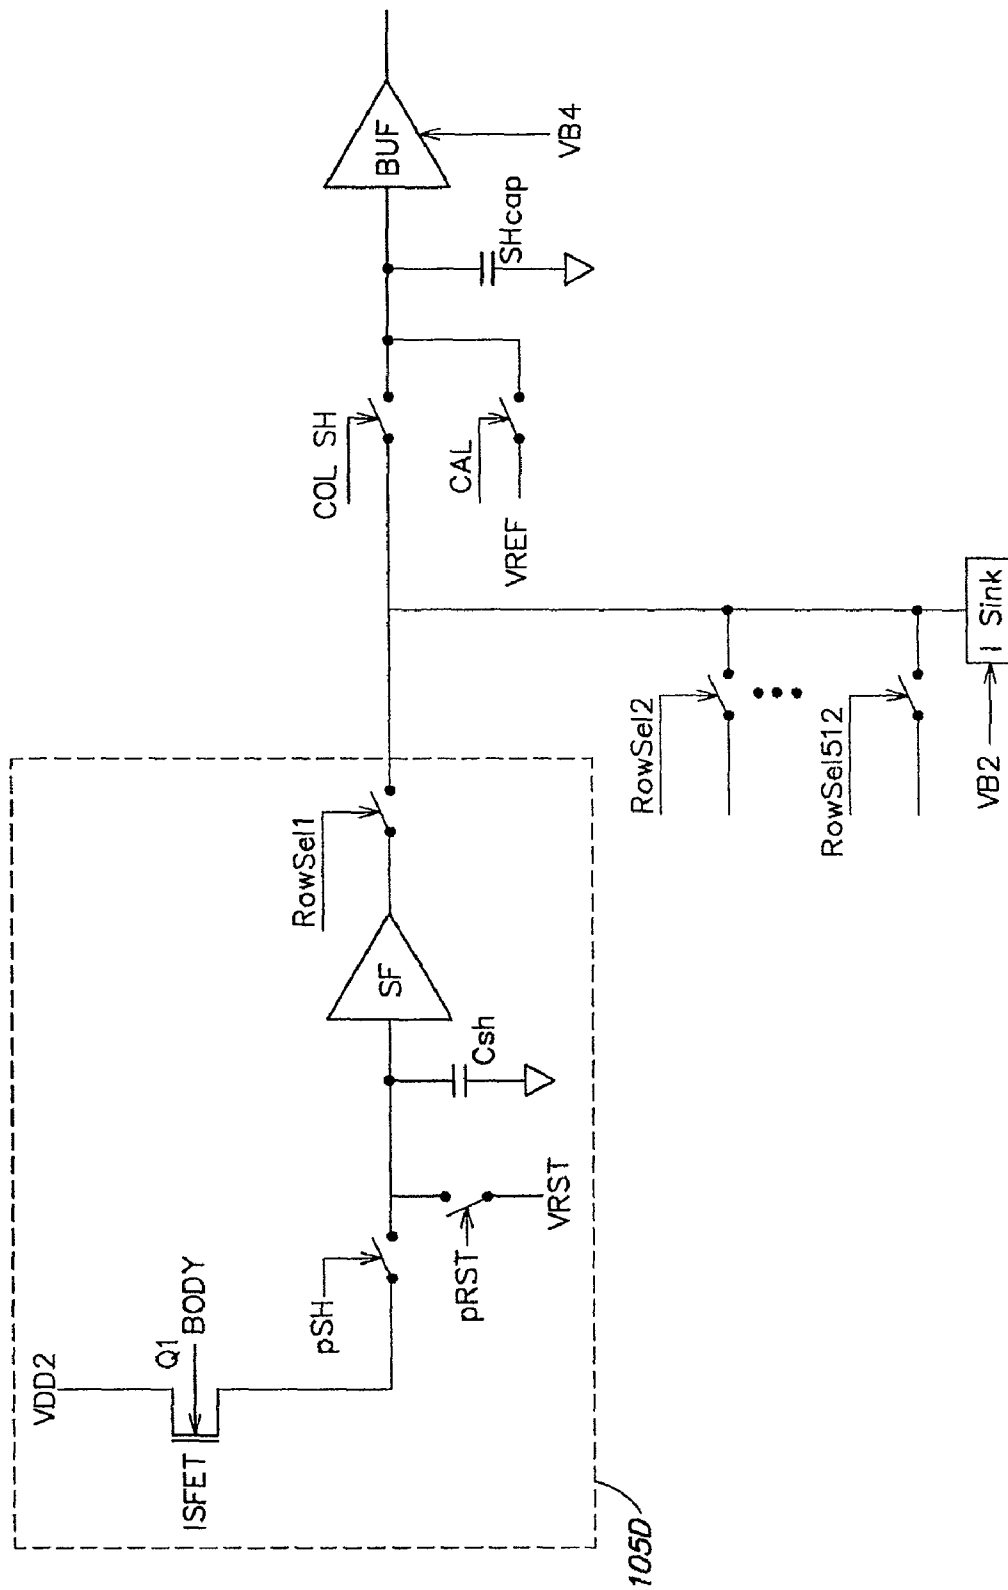 VDD2
ISFET
Q1
BODY
pSH
pRST
VRST
Csh
SF
RowSel1
105D
RowSel2
RowSel512
VB2
I Sink
COL SH
CAL
VREF
SHcap
BUF
VB4